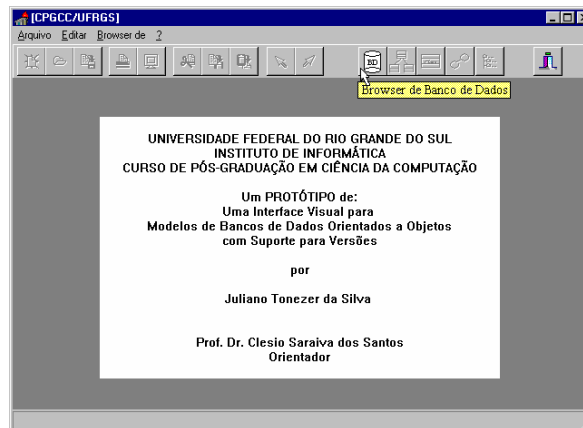 [CPGCC/UFRGS]
Arquivo Editar Browser de ?
BD
Browser de Banco de Dados
UNIVERSIDADE FEDERAL DO RIO GRANDE DO SUL
INSTITUTO DE INFORMÁTICA
CURSO DE PÓS-GRADUAÇÃO EM CIÊNCIA DA COMPUTAÇÃO
Um PROTÓTIPO de:
Uma Interface Visual para
Modelos de Bancos de Dados Orientados a Objetos
com Suporte para Versões
por
Juliano Tonezer da Silva
Prof. Dr. Clesio Saraiva dos Santos
Orientador